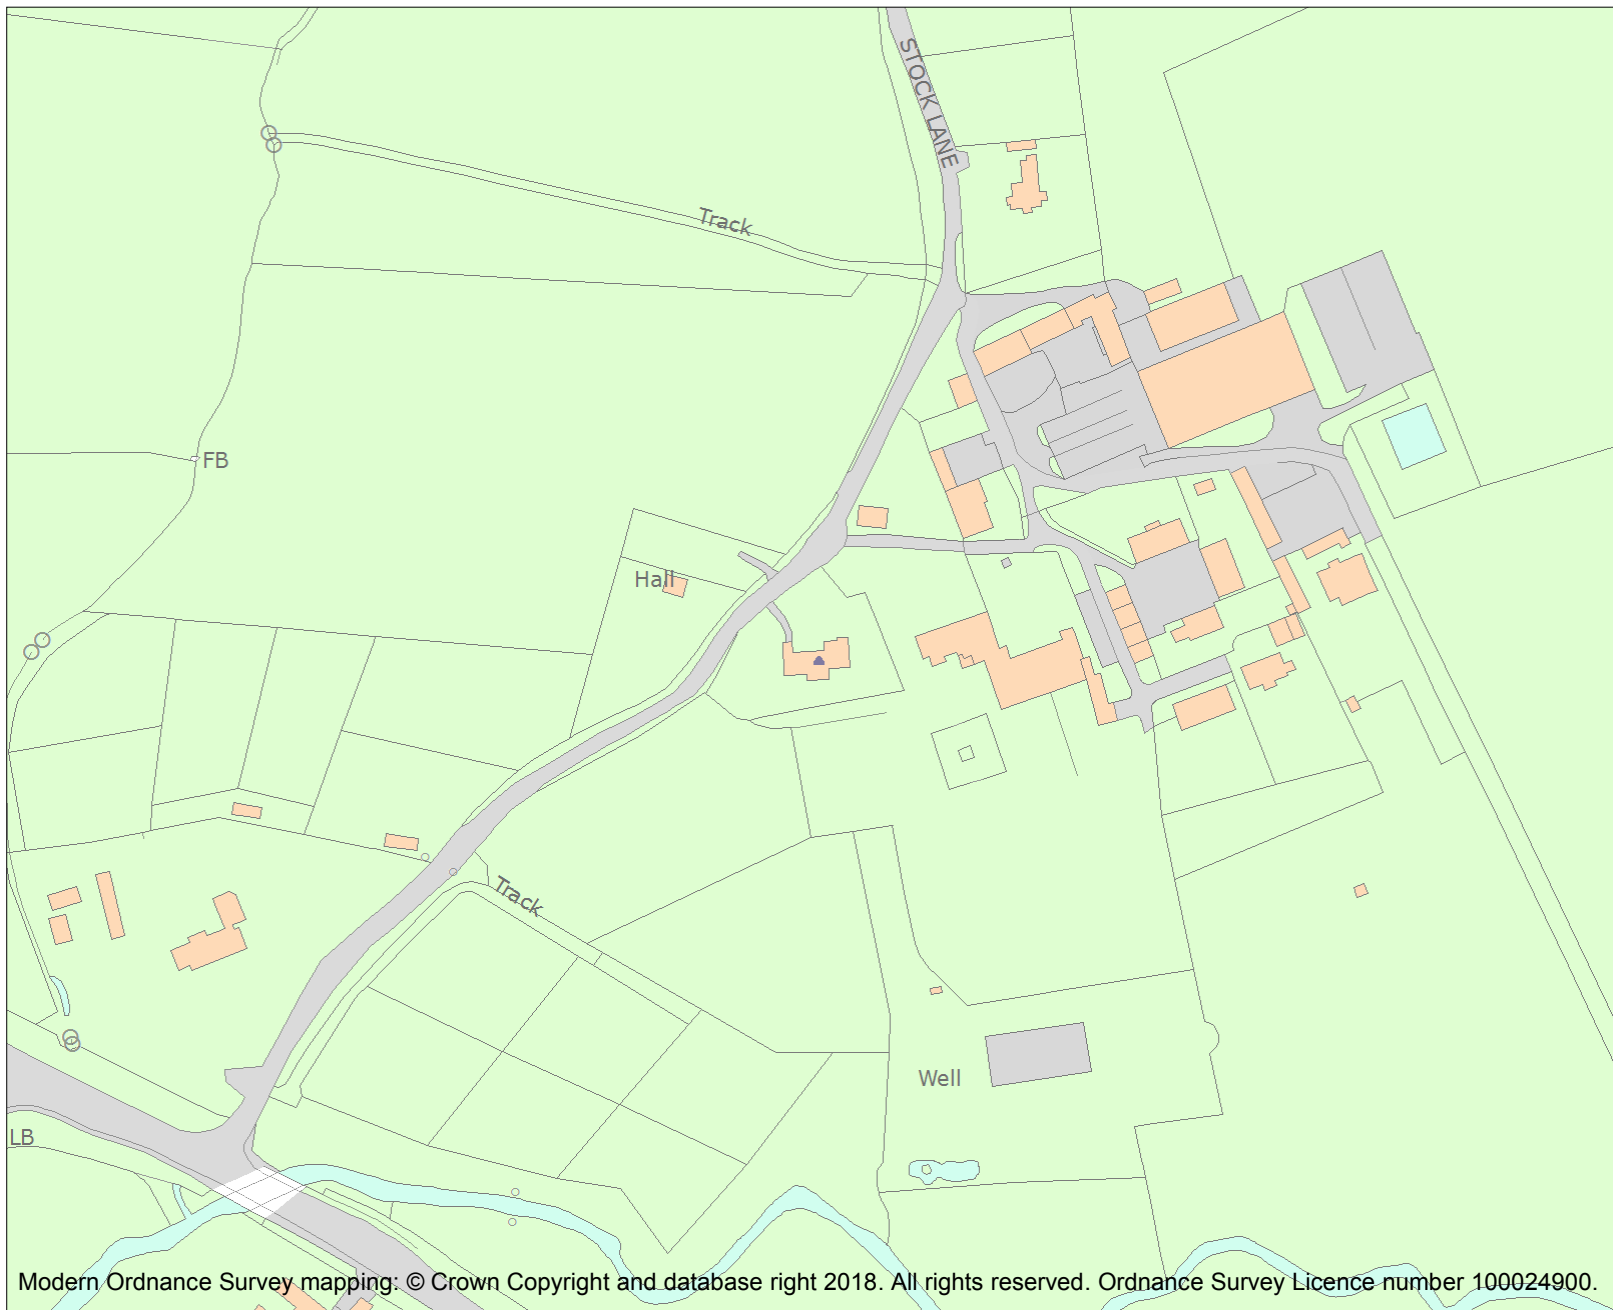 STOCK LANE
Track
FB
Hall
Track
Well
LB
Modern Ordnance Survey mapping: © Crown Copyright and database right 2018. All rights reserved. Ordnance Survey Licence number 100024900.